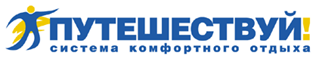 ПУТЕШЕСТВУЙ!
система комфортного отдыха